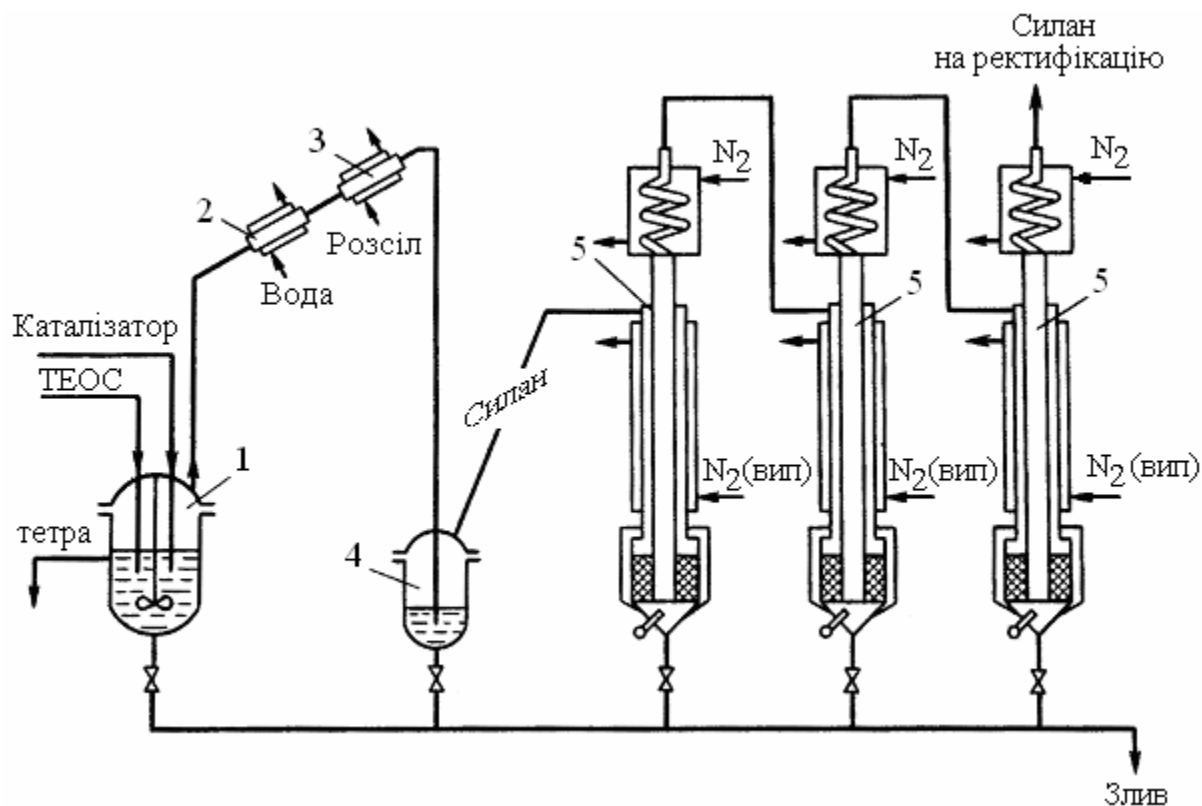 Силан
на ректифікацію
3
N2
N2
N2
2
Розсіл
5
5
5
Вода
Каталізатор
ТЕОС
Силан
1
N2(вип)
N2(вип)
N2(вип)
тетра
4
Злив